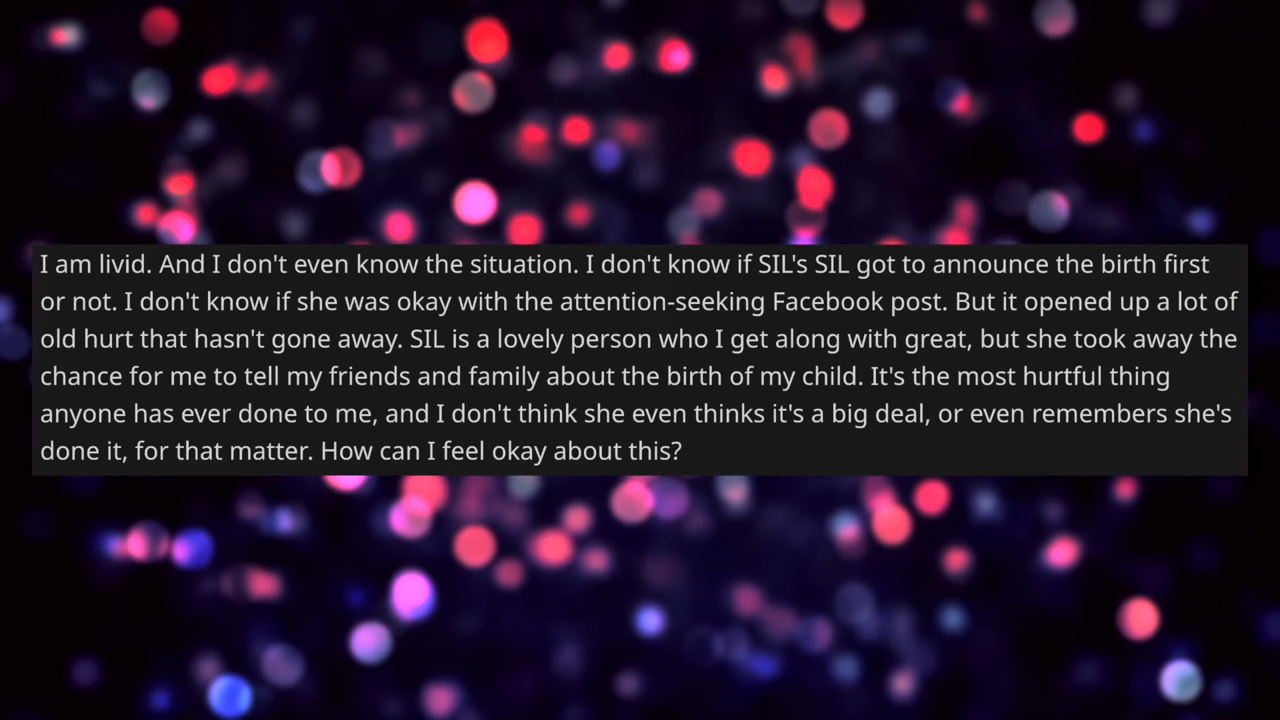 I am livid. And I don't even know the situation. I don't know if SIL's SIL got to announce the birth first
or not. I don't know if she was okay with the attention-seeking Facebook post. But it opened up a lot of
old hurt that hasn't gone away. SIL is a lovely person who I get along with great, but she took away the
chance for me to tell my friends and family about the birth of my child. It's the most hurtful thing
anyone has ever done to me, and I don't think she even thinks it's a big deal, or even remembers she's
done it, for that matter. How can I feel okay about this?